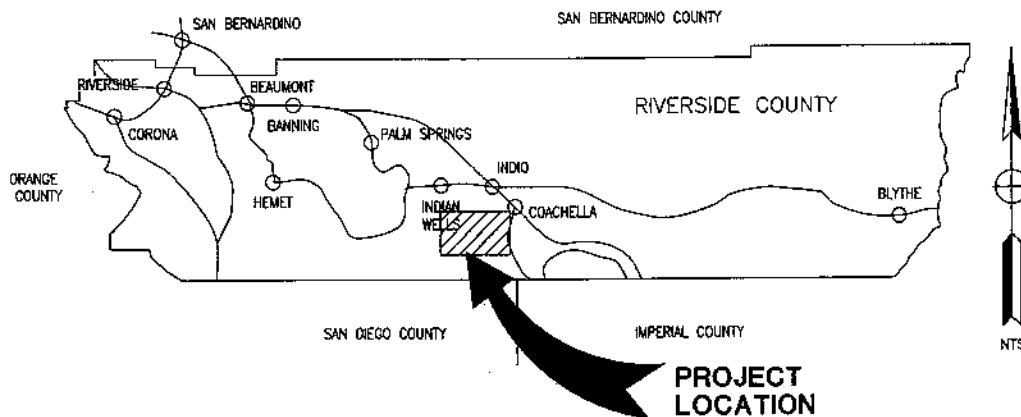 SAN BERNARDINO
SAN BERNARDINO COUNTY
RIVERSIDE
BEAUMONT
RIVERSIDE COUNTY
CORONA
BANNING
PALM SPRINGS
ORANGE
COUNTY
HEMET
INDIO
INDIAN
WELLS
COACHELLA
BLYTHE
SAN DIEGO COUNTY
IMPERIAL COUNTY
NTS
PROJECT
LOCATION